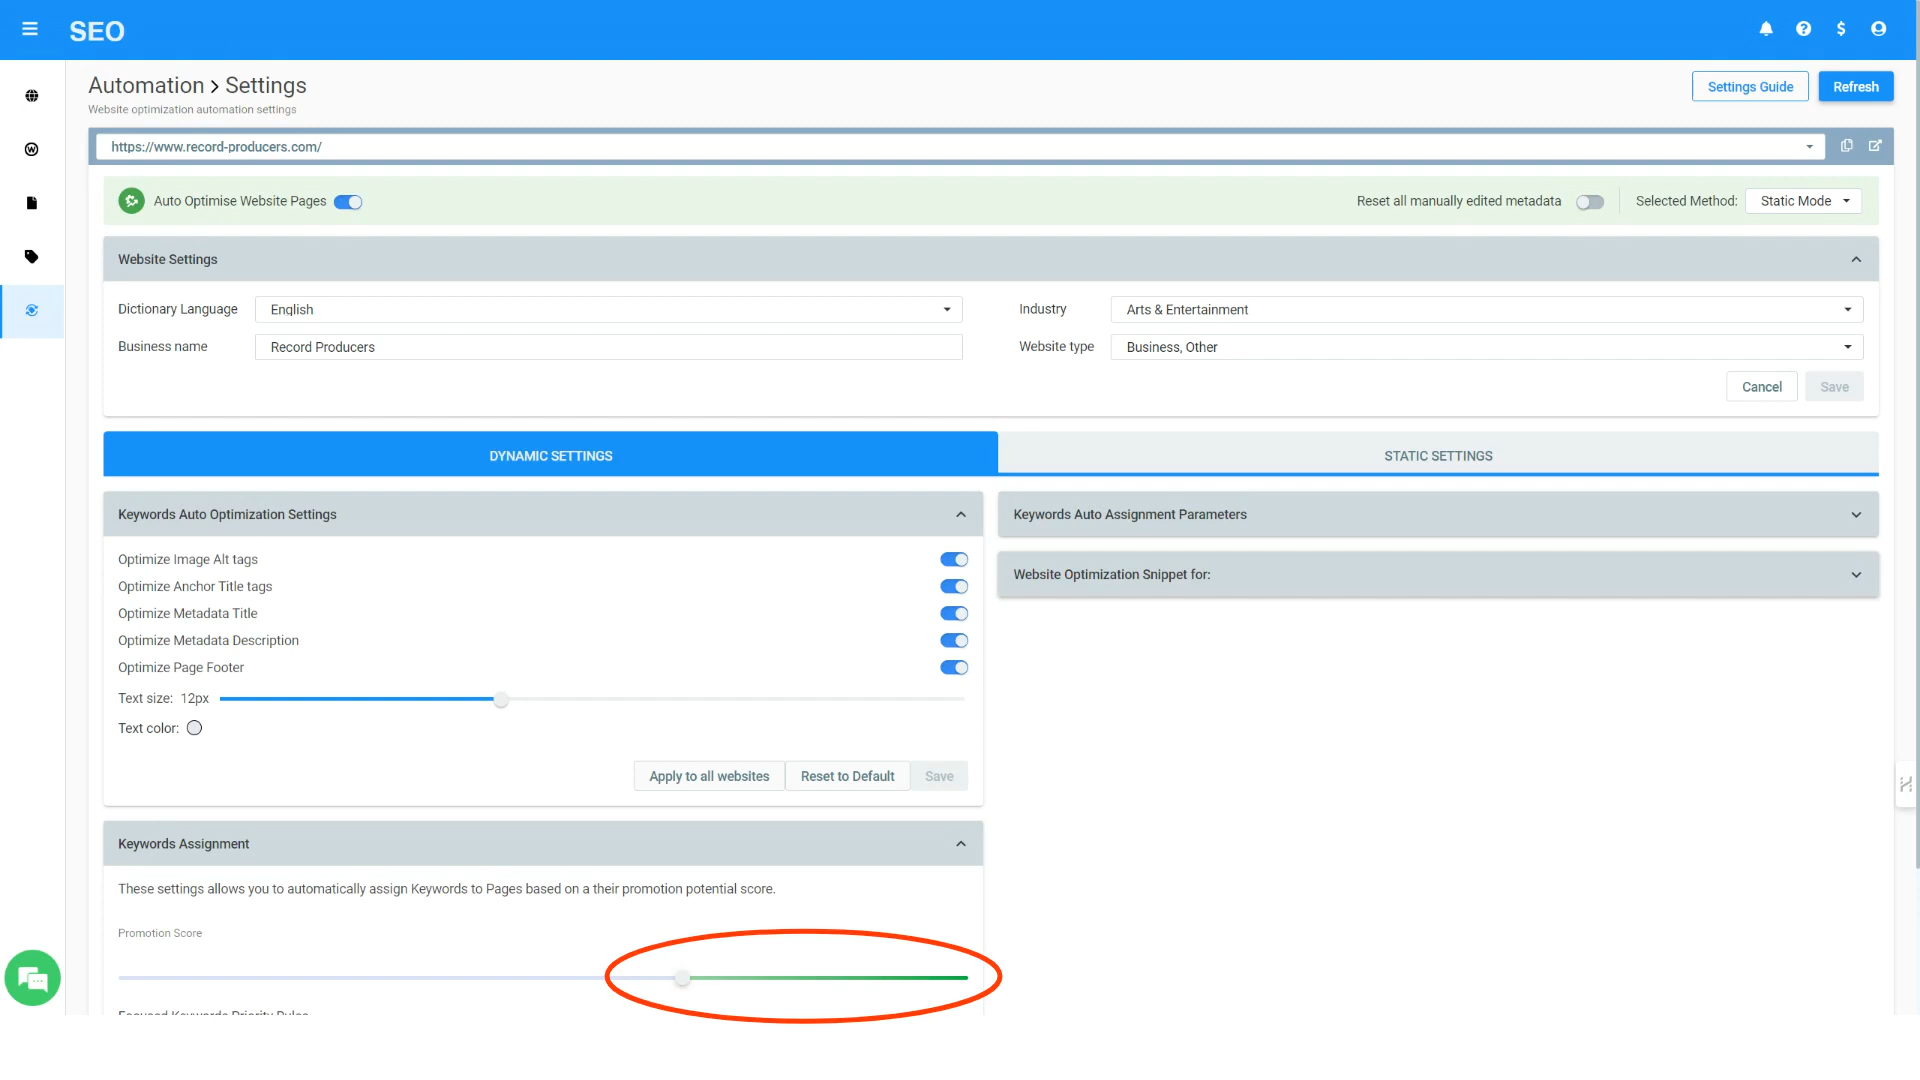 SEO
Automation > Settings
Website optimization automation settings
Settings Guide
Refresh
https://www.record-producers.com/
Auto Optimise Website Pages
Reset all manually edited metadata
Selected Method:
Static Mode
Website Settings
Dictionary Language
English
Industry
Arts & Entertainment
Business name
Record Producers
Website type
Business, Other
Cancel
Save
DYNAMIC SETTINGS
STATIC SETTINGS
Keywords Auto Optimization Settings
Optimize Image Alt tags
Optimize Anchor Title tags
Optimize Metadata Title
Optimize Metadata Description
Optimize Page Footer
Text size: 12px
Text color:
Apply to all websites
Reset to Default
Save
Keywords Auto Assignment Parameters
Website Optimization Snippet for:
Keywords Assignment
These settings allows you to automatically assign Keywords to Pages based on a their promotion potential score.
Promotion Score
Focused Keywords Priority Rules